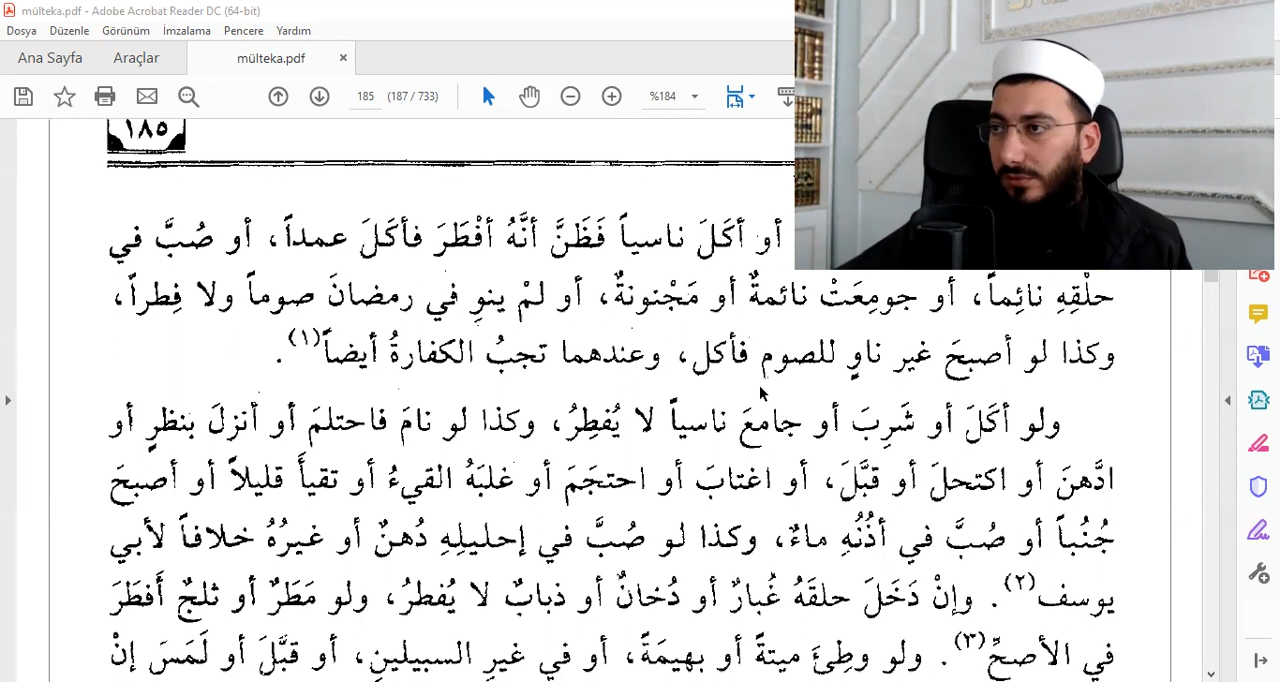 mülteka.pdf - Adobe Acrobat Reader DC (64-bit)
Dosya Düzenle Görünüm İmzalama Pencere Yardım
Ana Sayfa Araçlar mülteka.pdf ×
185 (187 / 733) %184
١٨٥
أو أكَلَ ناسياً فَظَنَّ أنَّهُ أفْطَرَ فأكَلَ عمداً، أو صُبَّ في
حلْقِهِ نائِماً، أو جومِعَتْ نائمةٌ أو مَجْنونةٌ، أو لمْ ينوِ في رمضانَ صوماً ولا فِطراً،
وكذا لو أصبحَ غير ناوٍ للصومِ فأكل، وعندهما تجبُ الكفارةُ أيضاً(١).
ولو أكَلَ أو شَرِبَ أو جامعَ ناسياً لا يُفطِرُ، وكذا لو نامَ فاحتلمَ أو أنزلَ بنظرٍ أو
ادَّهنَ أو اكتحلَ أو قبَّلَ، أو اغتابَ أو احتجَمَ أو غلبَهُ القيءُ أو تقيأَ قليلاً أو أصبحَ
جُنُباً أو صُبَّ في أذُنُهِ ماءٌ، وكذا لو صُبَّ في إحليلِهِ دُهنٌ أو غيرُهُ خلافاً لأبي
يوسف(٢). وإنْ دَخَلَ حلقَهُ غُبارٌ أو دُخانٌ أو ذبابٌ لا يُفطرُ، ولو مَطَرٌ أو ثلجٌ أَفطَرَ
في الأصحِّ(٣). ولو وطِئَ ميتةً أو بهيمَةً، أو في غيرِ السبيلينِ، أو قبَّلَ أو لَمَسَ إنْ